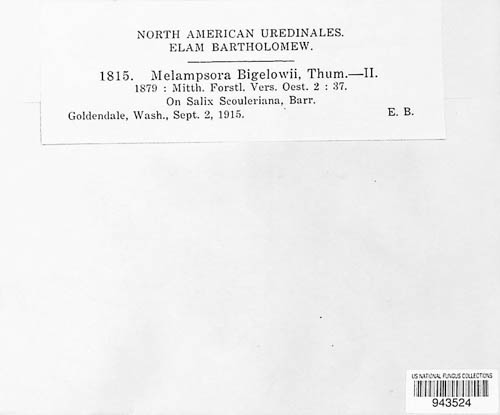 NORTH AMERICAN UREDINALES.
ELAM BARTHOLOMEW.
1815. Melampsora Bigelowii, Thum.—II.
1879 : Mitth. Forstl. Vers. Oest. 2 : 37.
On Salix Scouleriana, Barr.
Goldendale, Wash., Sept. 2, 1915. E. B.
US NATIONAL FUNGUS COLLECTIONS
943524